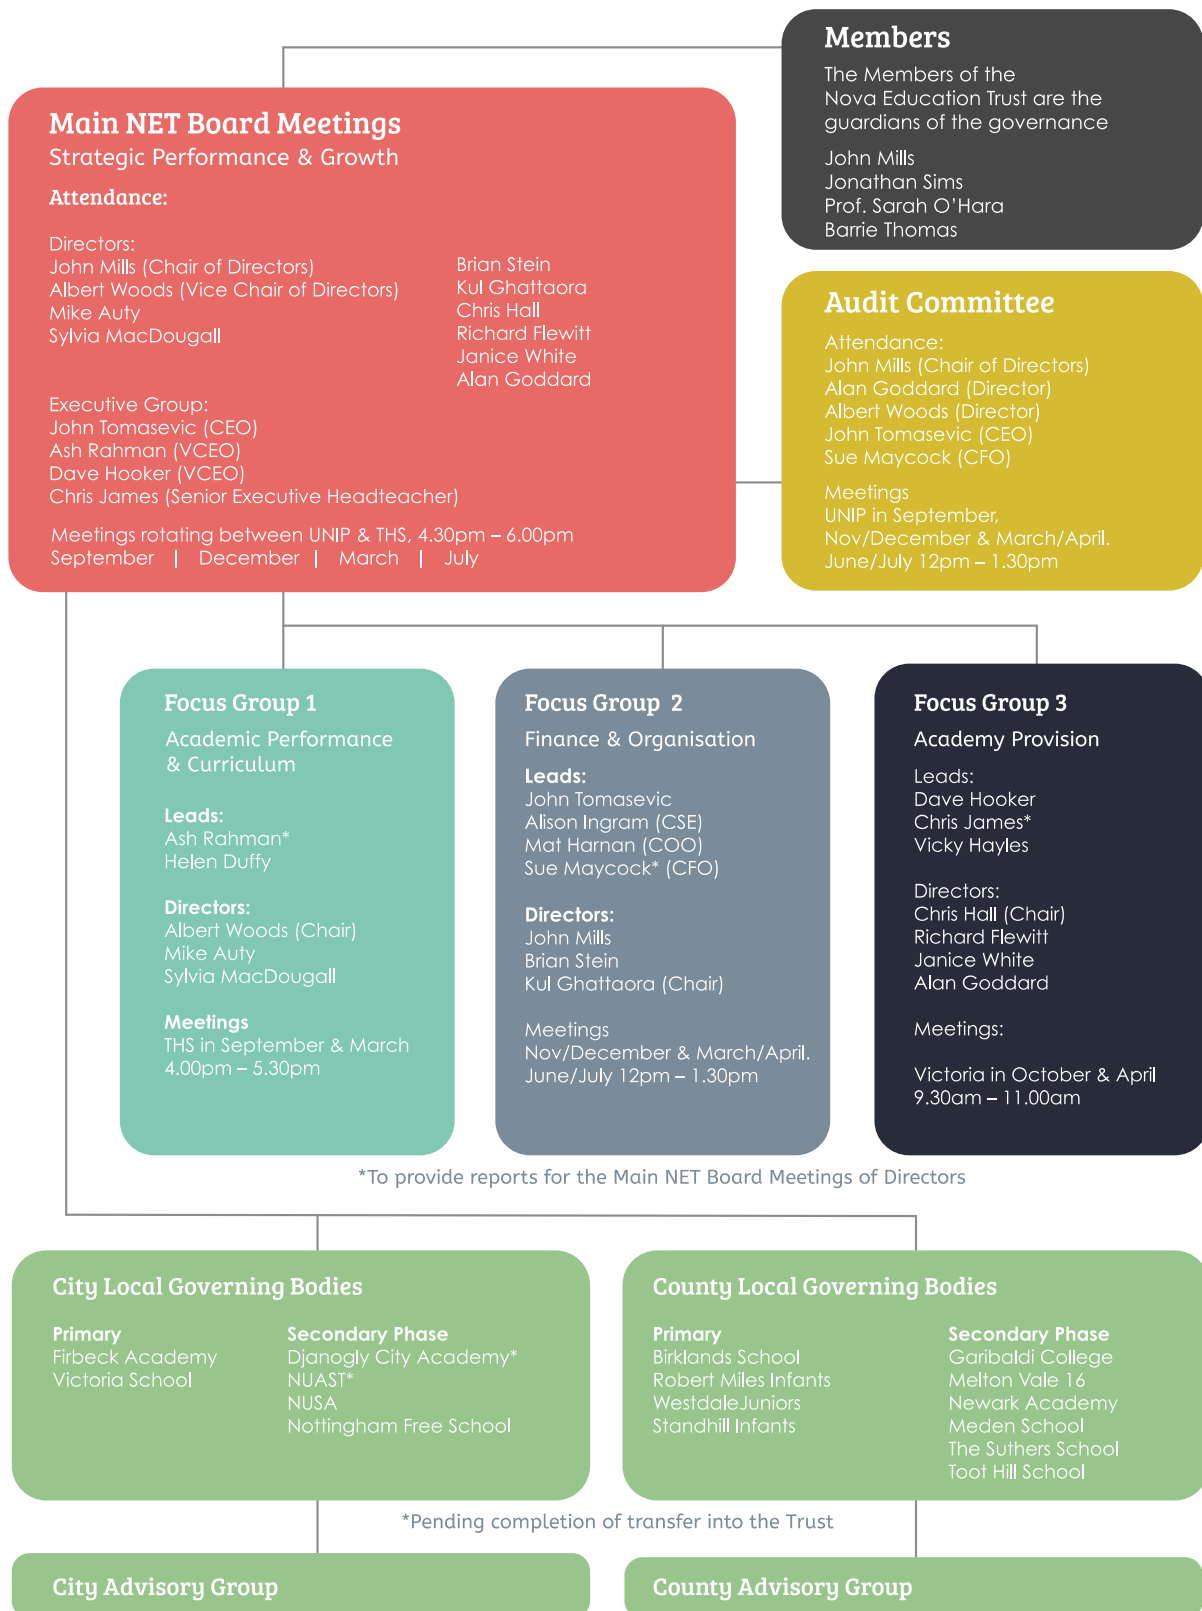 Members
The Members of the
Nova Education Trust are the
guardians of the governance
John Mills
Jonathan Sims
Prof. Sarah O'Hara
Barrie Thomas
Main NET Board Meetings
Strategic Performance & Growth
Attendance:
Directors:
John Mills (Chair of Directors)
Albert Woods (Vice Chair of Directors)
Mike Auty
Sylvia MacDougall
Brian Stein
Kul Ghattaora
Chris Hall
Richard Flewitt
Janice White
Alan Goddard
Executive Group:
John Tomasevic (CEO)
Ash Rahman (VCEO)
Dave Hooker (VCEO)
Chris James (Senior Executive Headteacher)
Meetings rotating between UNIP & THS, 4.30pm – 6.00pm
September | December | March | July
Audit Committee
Attendance:
John Mills (Chair of Directors)
Alan Goddard (Director)
Albert Woods (Director)
John Tomasevic (CEO)
Sue Maycock (CFO)
Meetings
UNIP in September,
Nov/December & March/April.
June/July 12pm – 1.30pm
Focus Group 1
Academic Performance
& Curriculum
Leads:
Ash Rahman*
Helen Duffy
Directors:
Albert Woods (Chair)
Mike Auty
Sylvia MacDougall
Meetings
THS in September & March
4.00pm – 5.30pm
Focus Group 2
Finance & Organisation
Leads:
John Tomasevic
Alison Ingram (CSE)
Mat Harnan (COO)
Sue Maycock* (CFO)
Directors:
John Mills
Brian Stein
Kul Ghattaora (Chair)
Meetings
Nov/December & March/April.
June/July 12pm – 1.30pm
Focus Group 3
Academy Provision
Leads:
Dave Hooker
Chris James*
Vicky Hayles
Directors:
Chris Hall (Chair)
Richard Flewitt
Janice White
Alan Goddard
Meetings:
Victoria in October & April
9.30am – 11.00am
*To provide reports for the Main NET Board Meetings of Directors
City Local Governing Bodies
Primary
Firbeck Academy
Victoria School
Secondary Phase
Djanogly City Academy*
NUAST*
NUSA
Nottingham Free School
County Local Governing Bodies
Primary
Birklands School
Robert Miles Infants
WestdaleJuniors
Standhill Infants
Secondary Phase
Garibaldi College
Melton Vale 16
Newark Academy
Meden School
The Suthers School
Toot Hill School
*Pending completion of transfer into the Trust
City Advisory Group
County Advisory Group